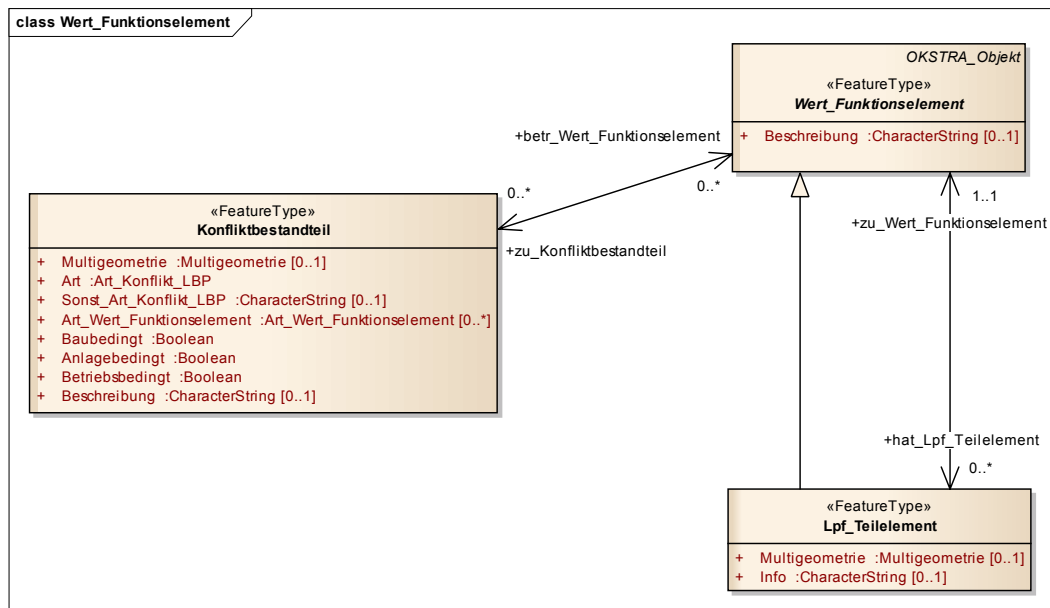 class Wert_Funktionselement
OKSTRA_Objekt
«FeatureType»
Wert_Funktionselement
+ Beschreibung :CharacterString [0..1]
+betr_Wert_Funktionselement
0..*
0..*
+zu_Konfliktbestandteil
«FeatureType»
Konfliktbestandteil
+ Multigeometrie :Multigeometrie [0..1]
+ Art :Art_Konflikt_LBP
+ Sonst_Art_Konflikt_LBP :CharacterString [0..1]
+ Art_Wert_Funktionselement :Art_Wert_Funktionselement [0..*]
+ Baubedingt :Boolean
+ Anlagebedingt :Boolean
+ Betriebsbedingt :Boolean
+ Beschreibung :CharacterString [0..1]
1..1
+zu_Wert_Funktionselement
+hat_Lpf_Teilelement
0..*
«FeatureType»
Lpf_Teilelement
+ Multigeometrie :Multigeometrie [0..1]
+ Info :CharacterString [0..1]